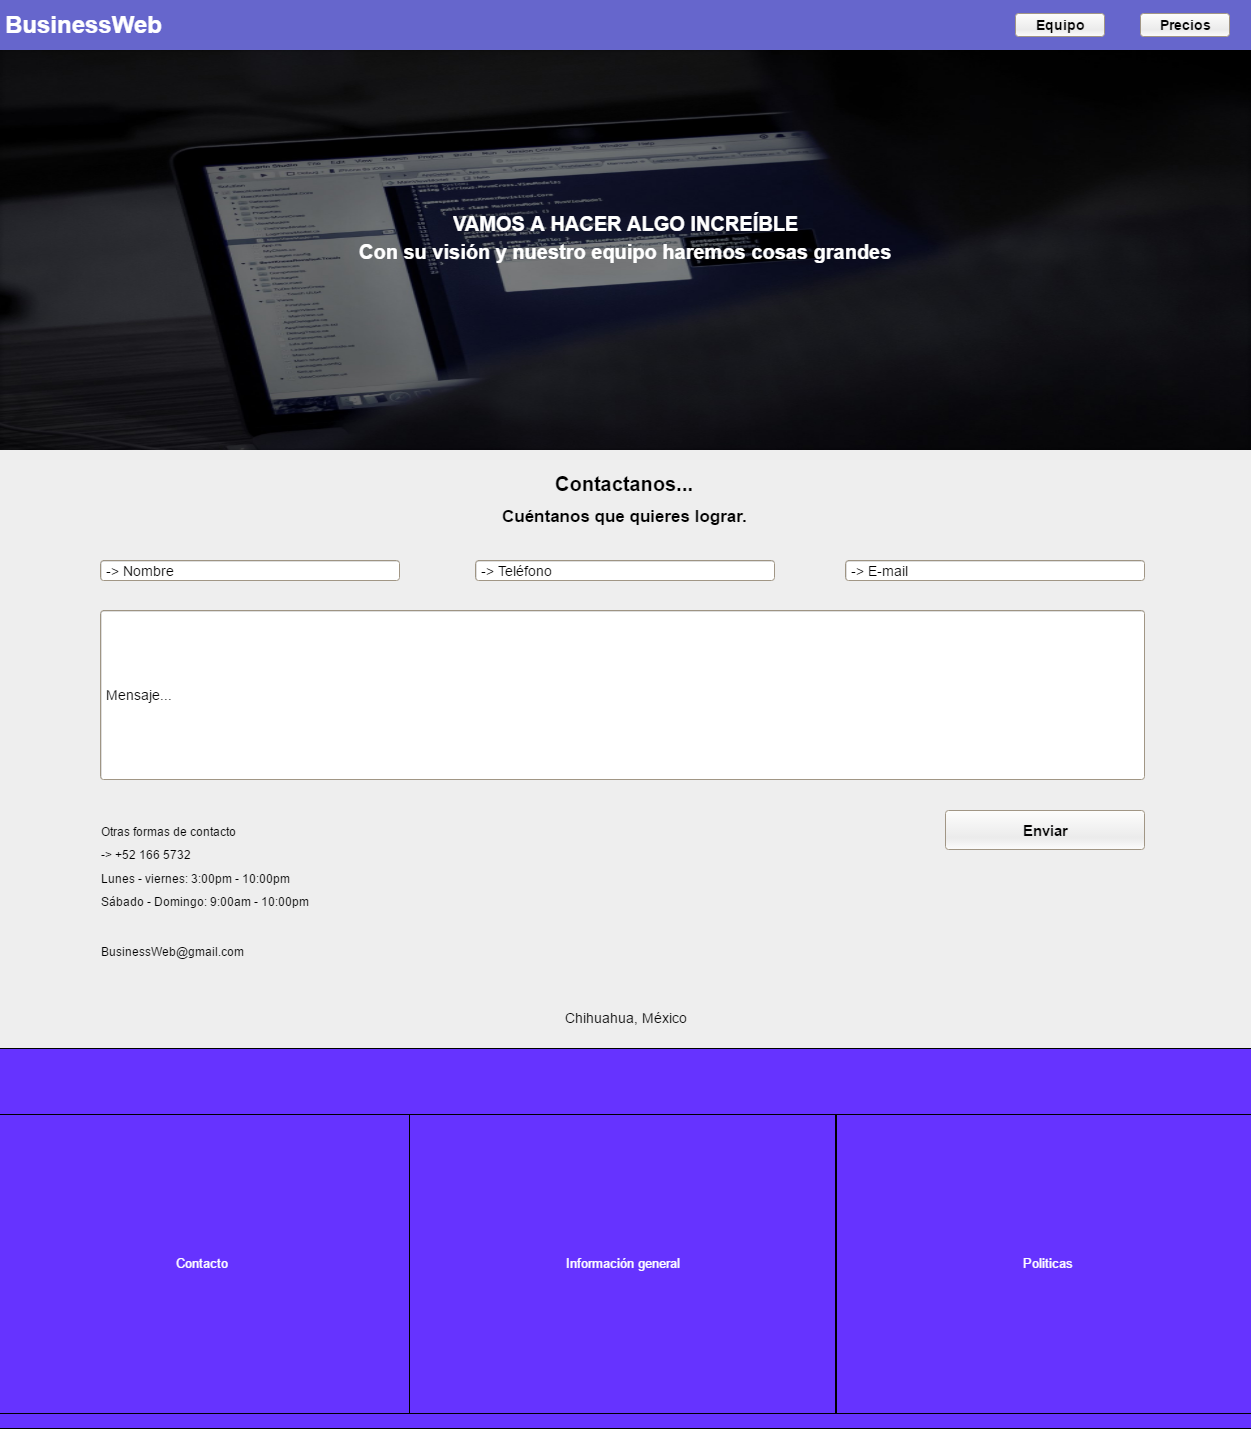 BusinessWeb
Equipo
Precios
VAMOS A HACER ALGO INCREÍBLE
Con su visión y nuestro equipo haremos cosas grandes
Contactanos...
Cuéntanos que quieres lograr.
-> Nombre
-> Teléfono
-> E-mail
Mensaje...
Enviar
Otras formas de contacto
-> +52 166 5732
Lunes - viernes: 3:00pm - 10:00pm
Sábado - Domingo: 9:00am - 10:00pm
BusinessWeb@gmail.com
Chihuahua, México
Contacto
Información general
Politicas